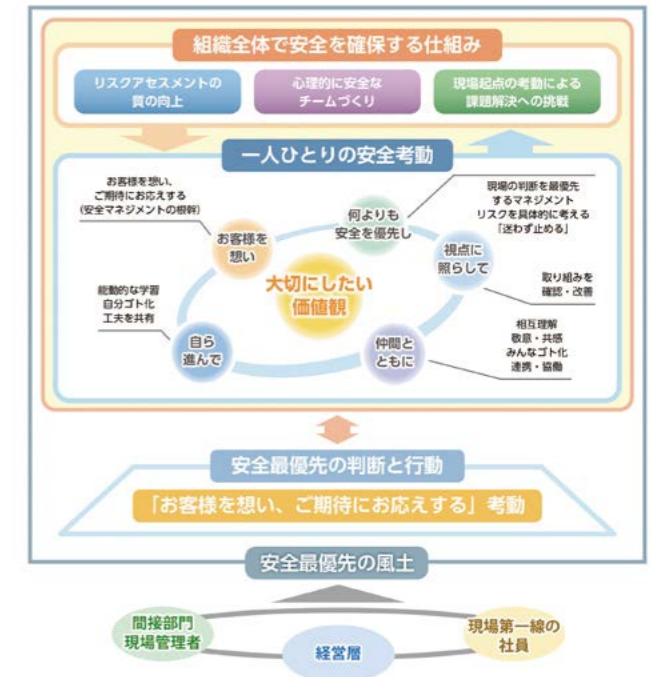 組織全体で安全を確保する仕組み
リスクアセスメントの
質の向上
心理的に安全な
チームづくり
現場起点の考動による
課題解決への挑戦
一人ひとりの安全考動
お客様を想い、
ご期待にお応えする
(安全マネジメントの根幹)
お客様を
想い
何よりも
安全を優先し
現場の判断を最優先
するマネジメント
リスクを具体的に考える
「迷わず止める」
視点に
照らして
取り組みを
確認・改善
大切にしたい
価値観
能動的な学習
自分ゴト化
工夫を共有
自ら
進んで
仲間と
ともに
相互理解
敬意・共感
みんなゴト化
連携・協働
安全最優先の判断と行動
「お客様を想い、ご期待にお応えする」考動
安全最優先の風土
間接部門
現場管理者
経営層
現場第一線の
社員